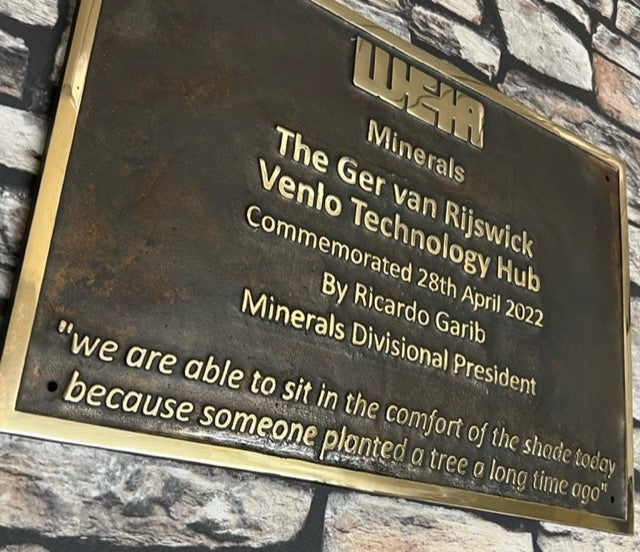 WEIR
Minerals
The Ger van Rijswick
Venlo Technology Hub
Commemorated 28th April 2022
By Ricardo Garib
Minerals Divisional President
"we are able to sit in the comfort of the shade today
because someone planted a tree a long time ago"